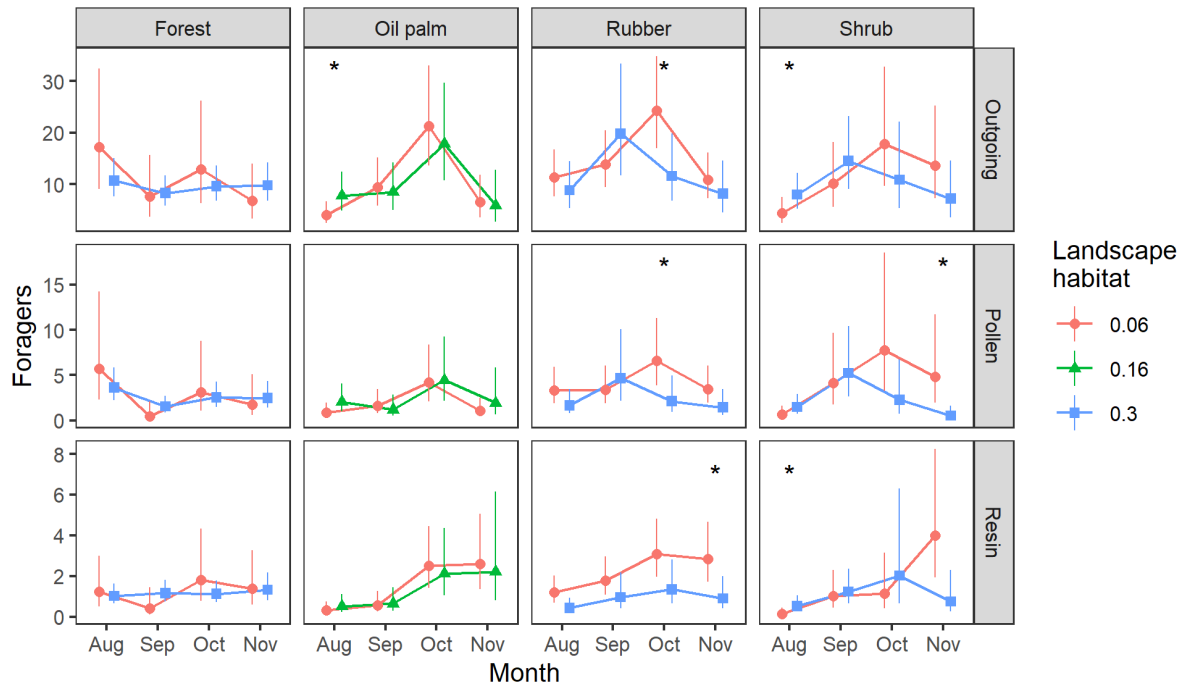 Forest Oil palm Rubber Shrub
* * *
30
20
10
Outgoing
* *
15
10
5
0
Pollen
* *
8
6
4
2
0
Resin
Foragers
Aug Sep Oct Nov Aug Sep Oct Nov Aug Sep Oct Nov Aug Sep Oct Nov
Month
Landscape
habitat
0.06
0.16
0.3